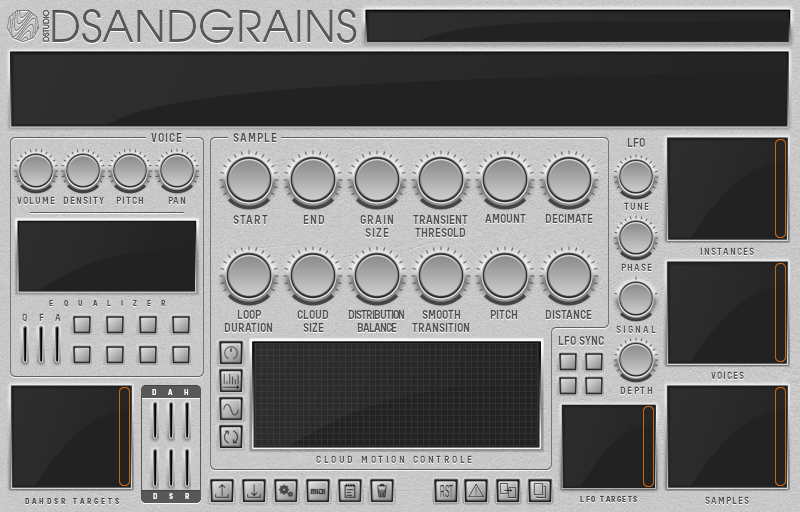 DSTUDIO
DSANDGRAINS
VOICE
VOLUME DENSITY PITCH PAN
EQUALIZER
Q F A
SAMPLE
START END GRAIN SIZE TRANSIENT THRESOLD AMOUNT DECIMATE
LOOP DURATION CLOUD SIZE DISTRIBUTION BALANCE SMOOTH TRANSITION PITCH DISTANCE
CLOUD MOTION CONTROLE
LFO
TUNE
PHASE
SIGNAL
DEPTH
LFO SYNC
INSTANCES
VOICES
SAMPLES
D A H
D S R
DAHDSR TARGETS
MIDI
RST
LFO TARGETS